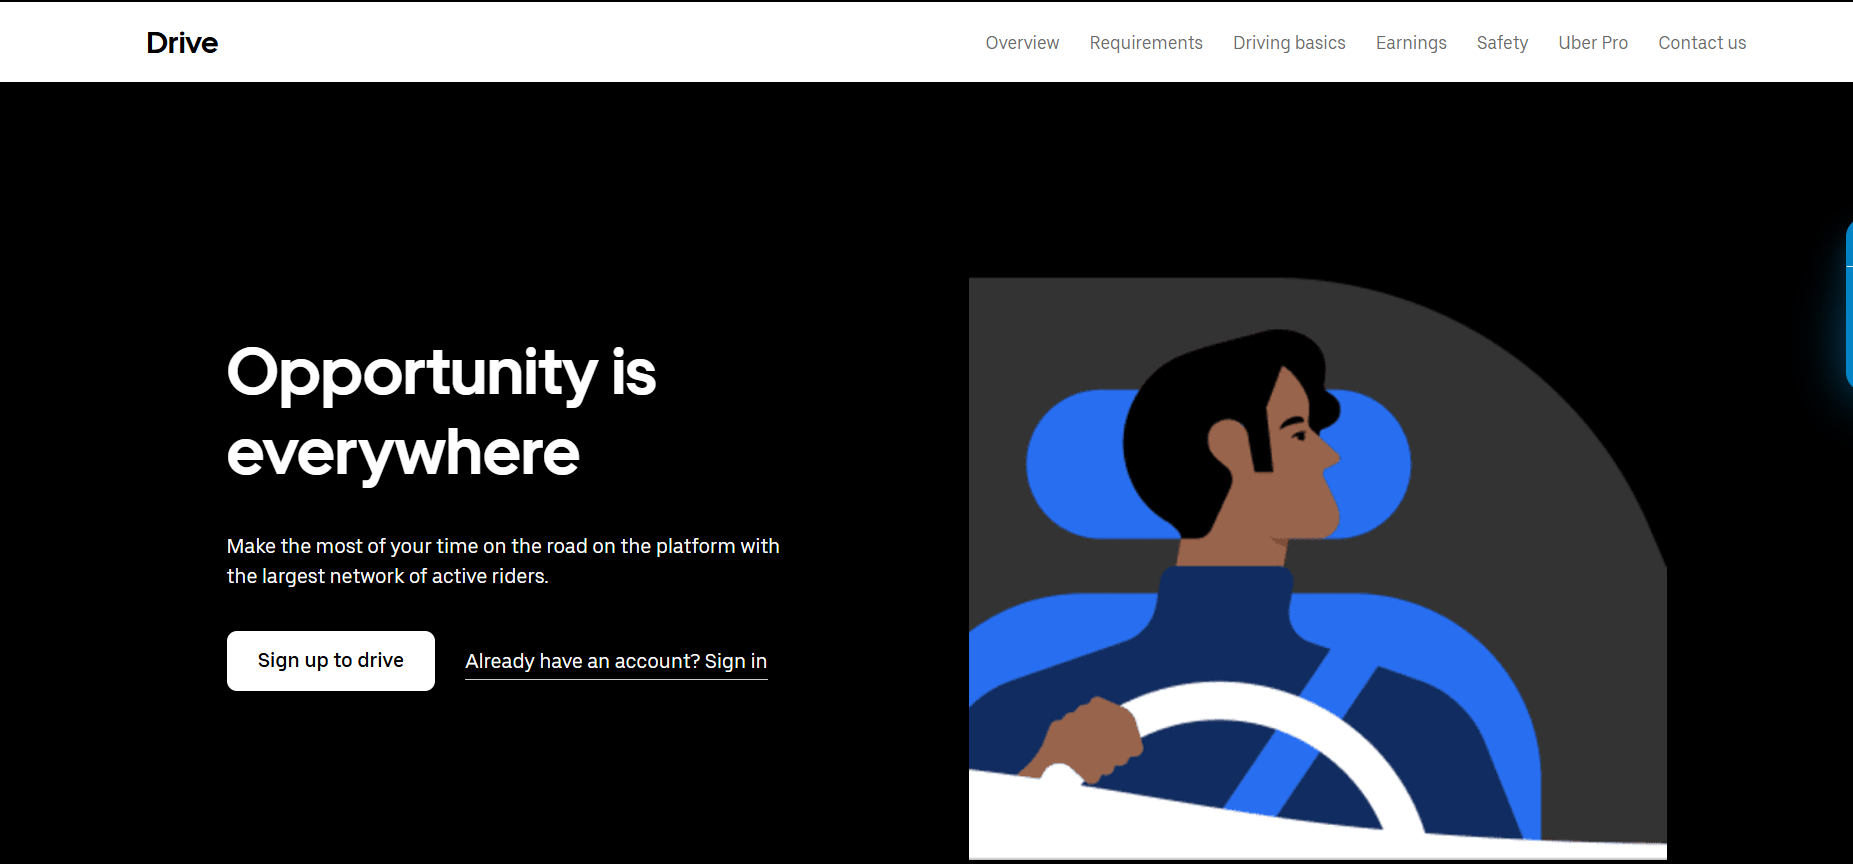 Drive
Overview Requirements Driving basics Earnings Safety Uber Pro Contact us
Opportunity is
everywhere
Make the most of your time on the road on the platform with
the largest network of active riders.
Sign up to drive
Already have an account? Sign in